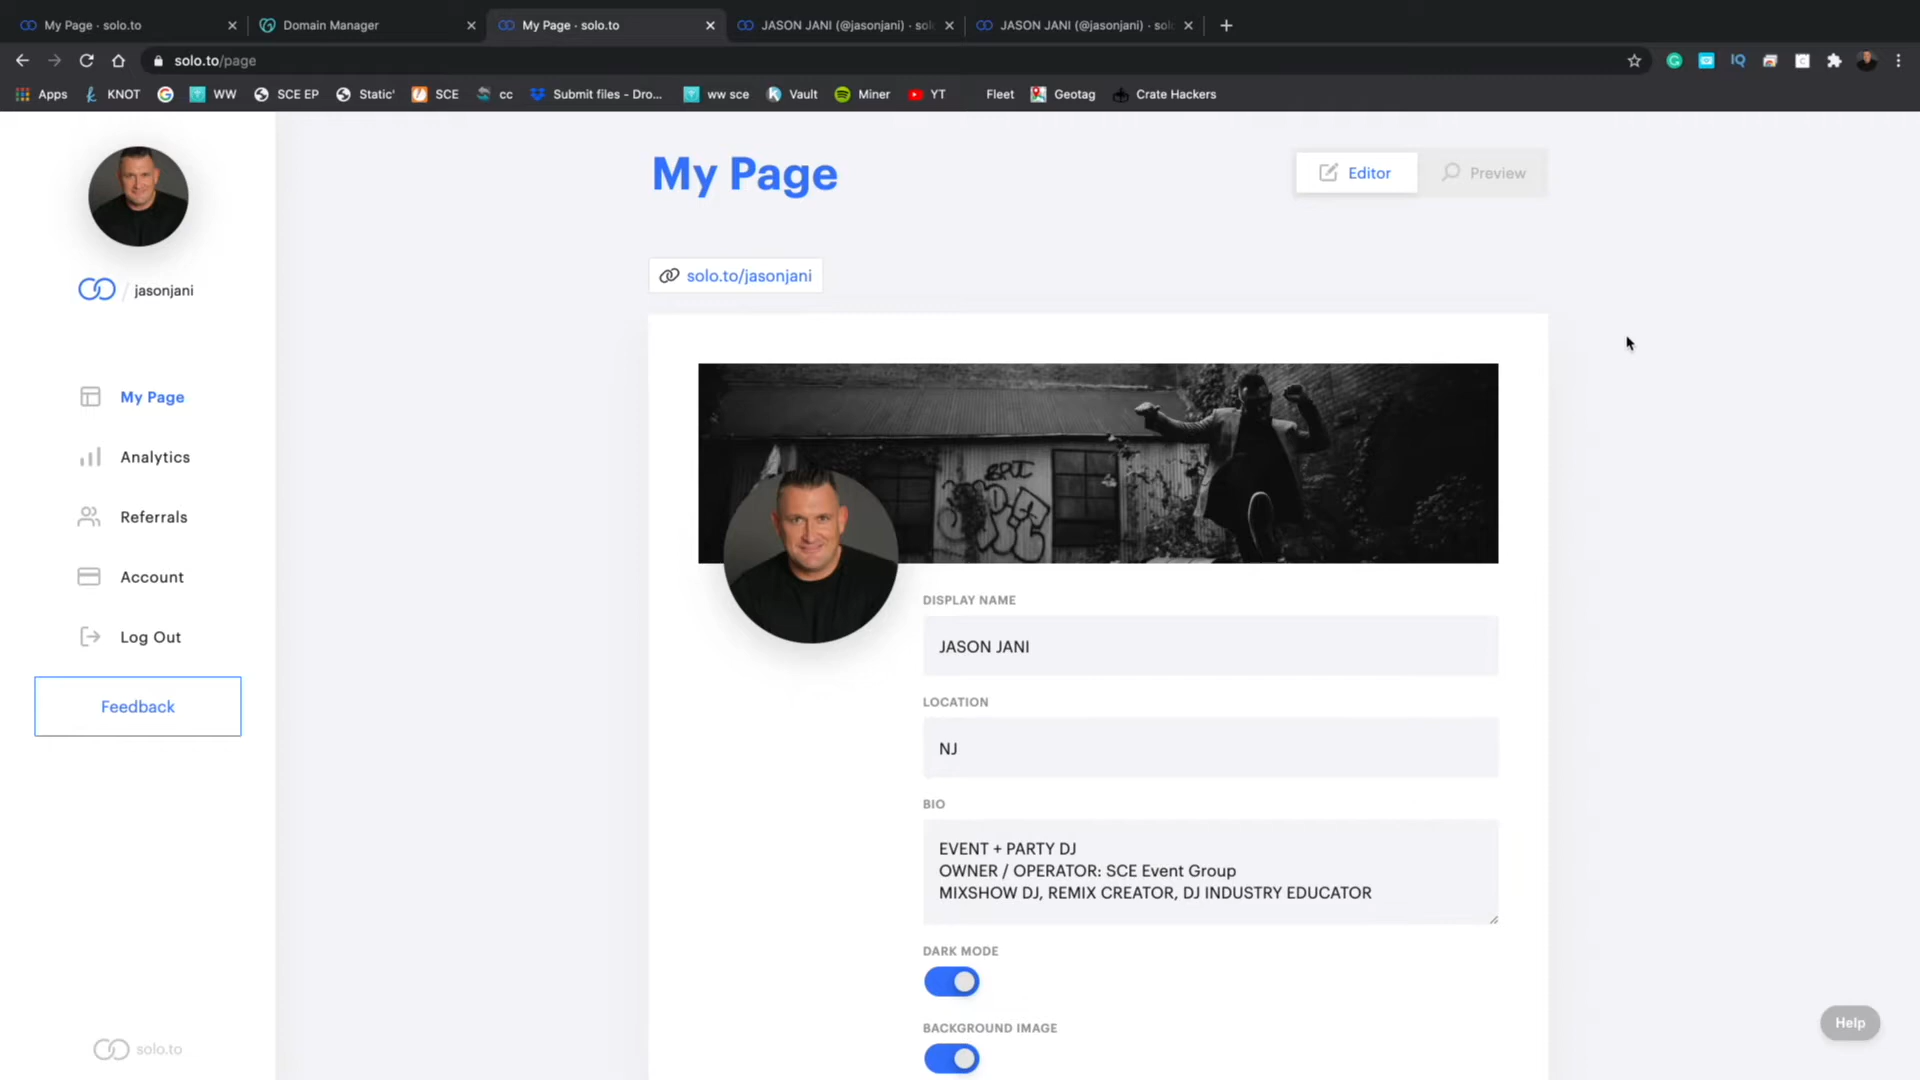 My Page · solo.to
Domain Manager
My Page · solo.to
JASON JANI (@jasonjani) · sol
JASON JANI (@jasonjani) · sol
solo.to/page
Apps
KNOT
WW
SCE EP
Static'
SCE
cc
Submit files - Dro...
ww sce
Vault
Miner
YT
Fleet
Geotag
Crate Hackers
jasonjani
My Page
Analytics
Referrals
Account
Log Out
Feedback
solo.to
My Page
Editor
Preview
solo.to/jasonjani
DISPLAY NAME
JASON JANI
LOCATION
NJ
BIO
EVENT + PARTY DJ
OWNER / OPERATOR: SCE Event Group
MIXSHOW DJ, REMIX CREATOR, DJ INDUSTRY EDUCATOR
DARK MODE
BACKGROUND IMAGE
Help